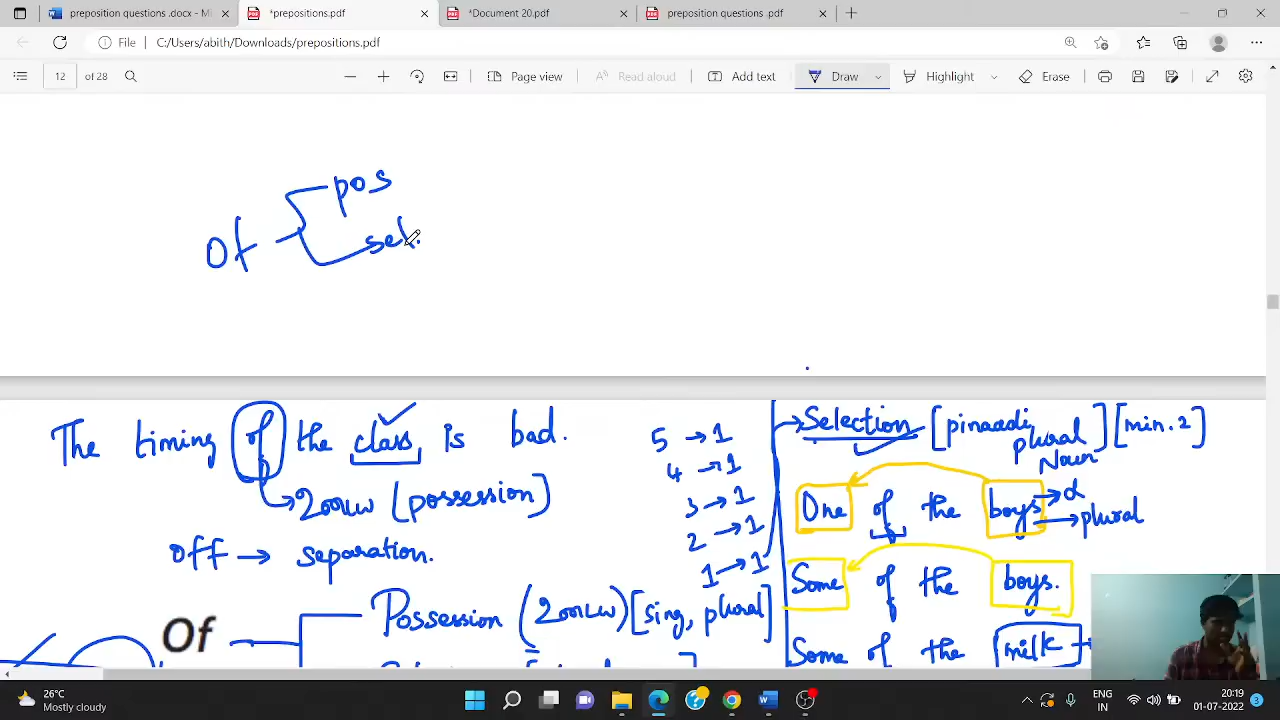 preposition questions .docx - Mi
*prepositions.pdf
*Document 20.pdf
preposition questions .pdf
File
C:/Users/abith/Downloads/prepositions.pdf
12 of 28
Page view
Read aloud
Add text
Draw
Highlight
Erase
Of
pos
sel.
The timing of the class is bad.
(possession)
off → separation.
Of
Possession
[sing, plural]
5 → 1
4 → 1
3 → 1
2 → 1
1 → 1
→ Selection [pinaadi plural Noun] [min. 2]
One of the boys
→ plural
Some of the boys.
Some of the milk
26°C
Mostly cloudy
ENG
IN
20:19
01-07-2022
3